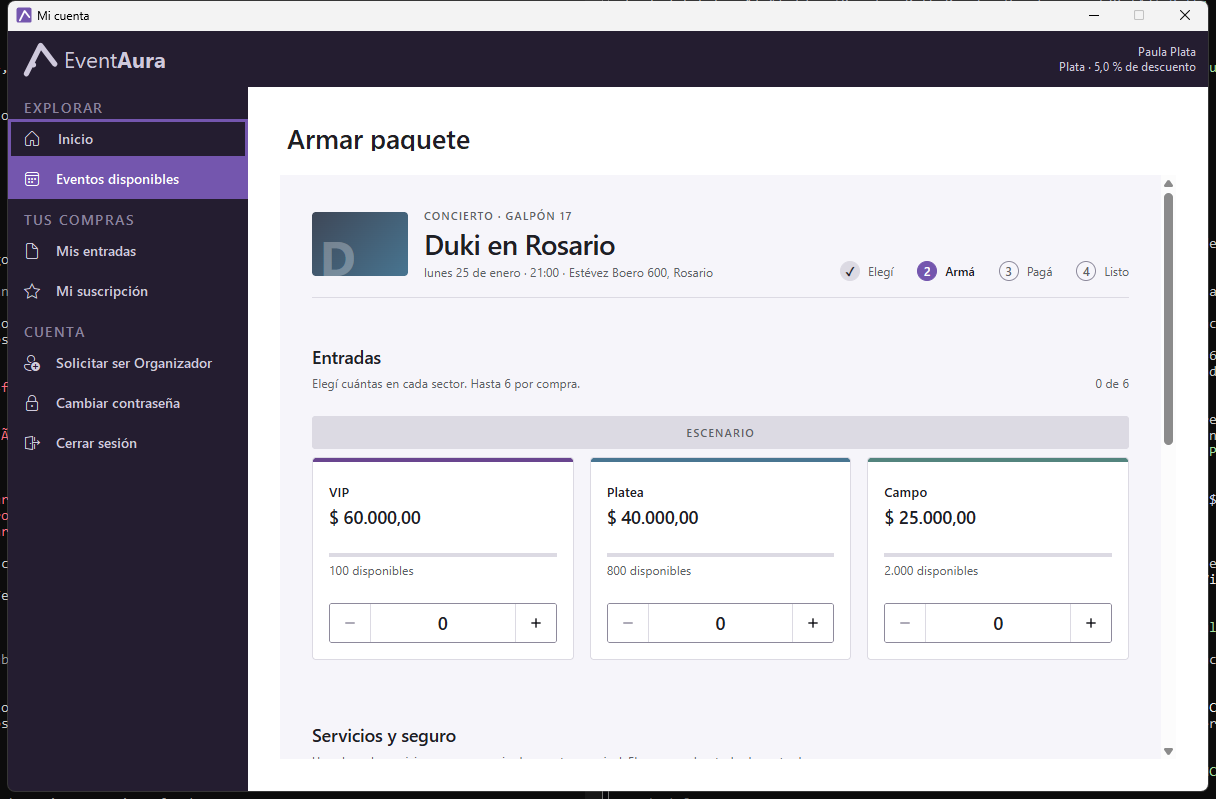 Mi cuenta
EventAura
Paula Plata
Plata · 5,0 % de descuento
EXPLORAR
Inicio
Eventos disponibles
TUS COMPRAS
Mis entradas
Mi suscripción
CUENTA
Solicitar ser Organizador
Cambiar contraseña
Cerrar sesión
Armar paquete
D
CONCIERTO · GALPÓN 17
Duki en Rosario
lunes 25 de enero · 21:00 · Estévez Boero 600, Rosario
✓ Elegí 2 Armá 3 Pagá 4 Listo
Entradas
Elegí cuántas en cada sector. Hasta 6 por compra.
0 de 6
ESCENARIO
VIP
$ 60.000,00
100 disponibles
− 0 +
Platea
$ 40.000,00
800 disponibles
− 0 +
Campo
$ 25.000,00
2.000 disponibles
− 0 +
Servicios y seguro